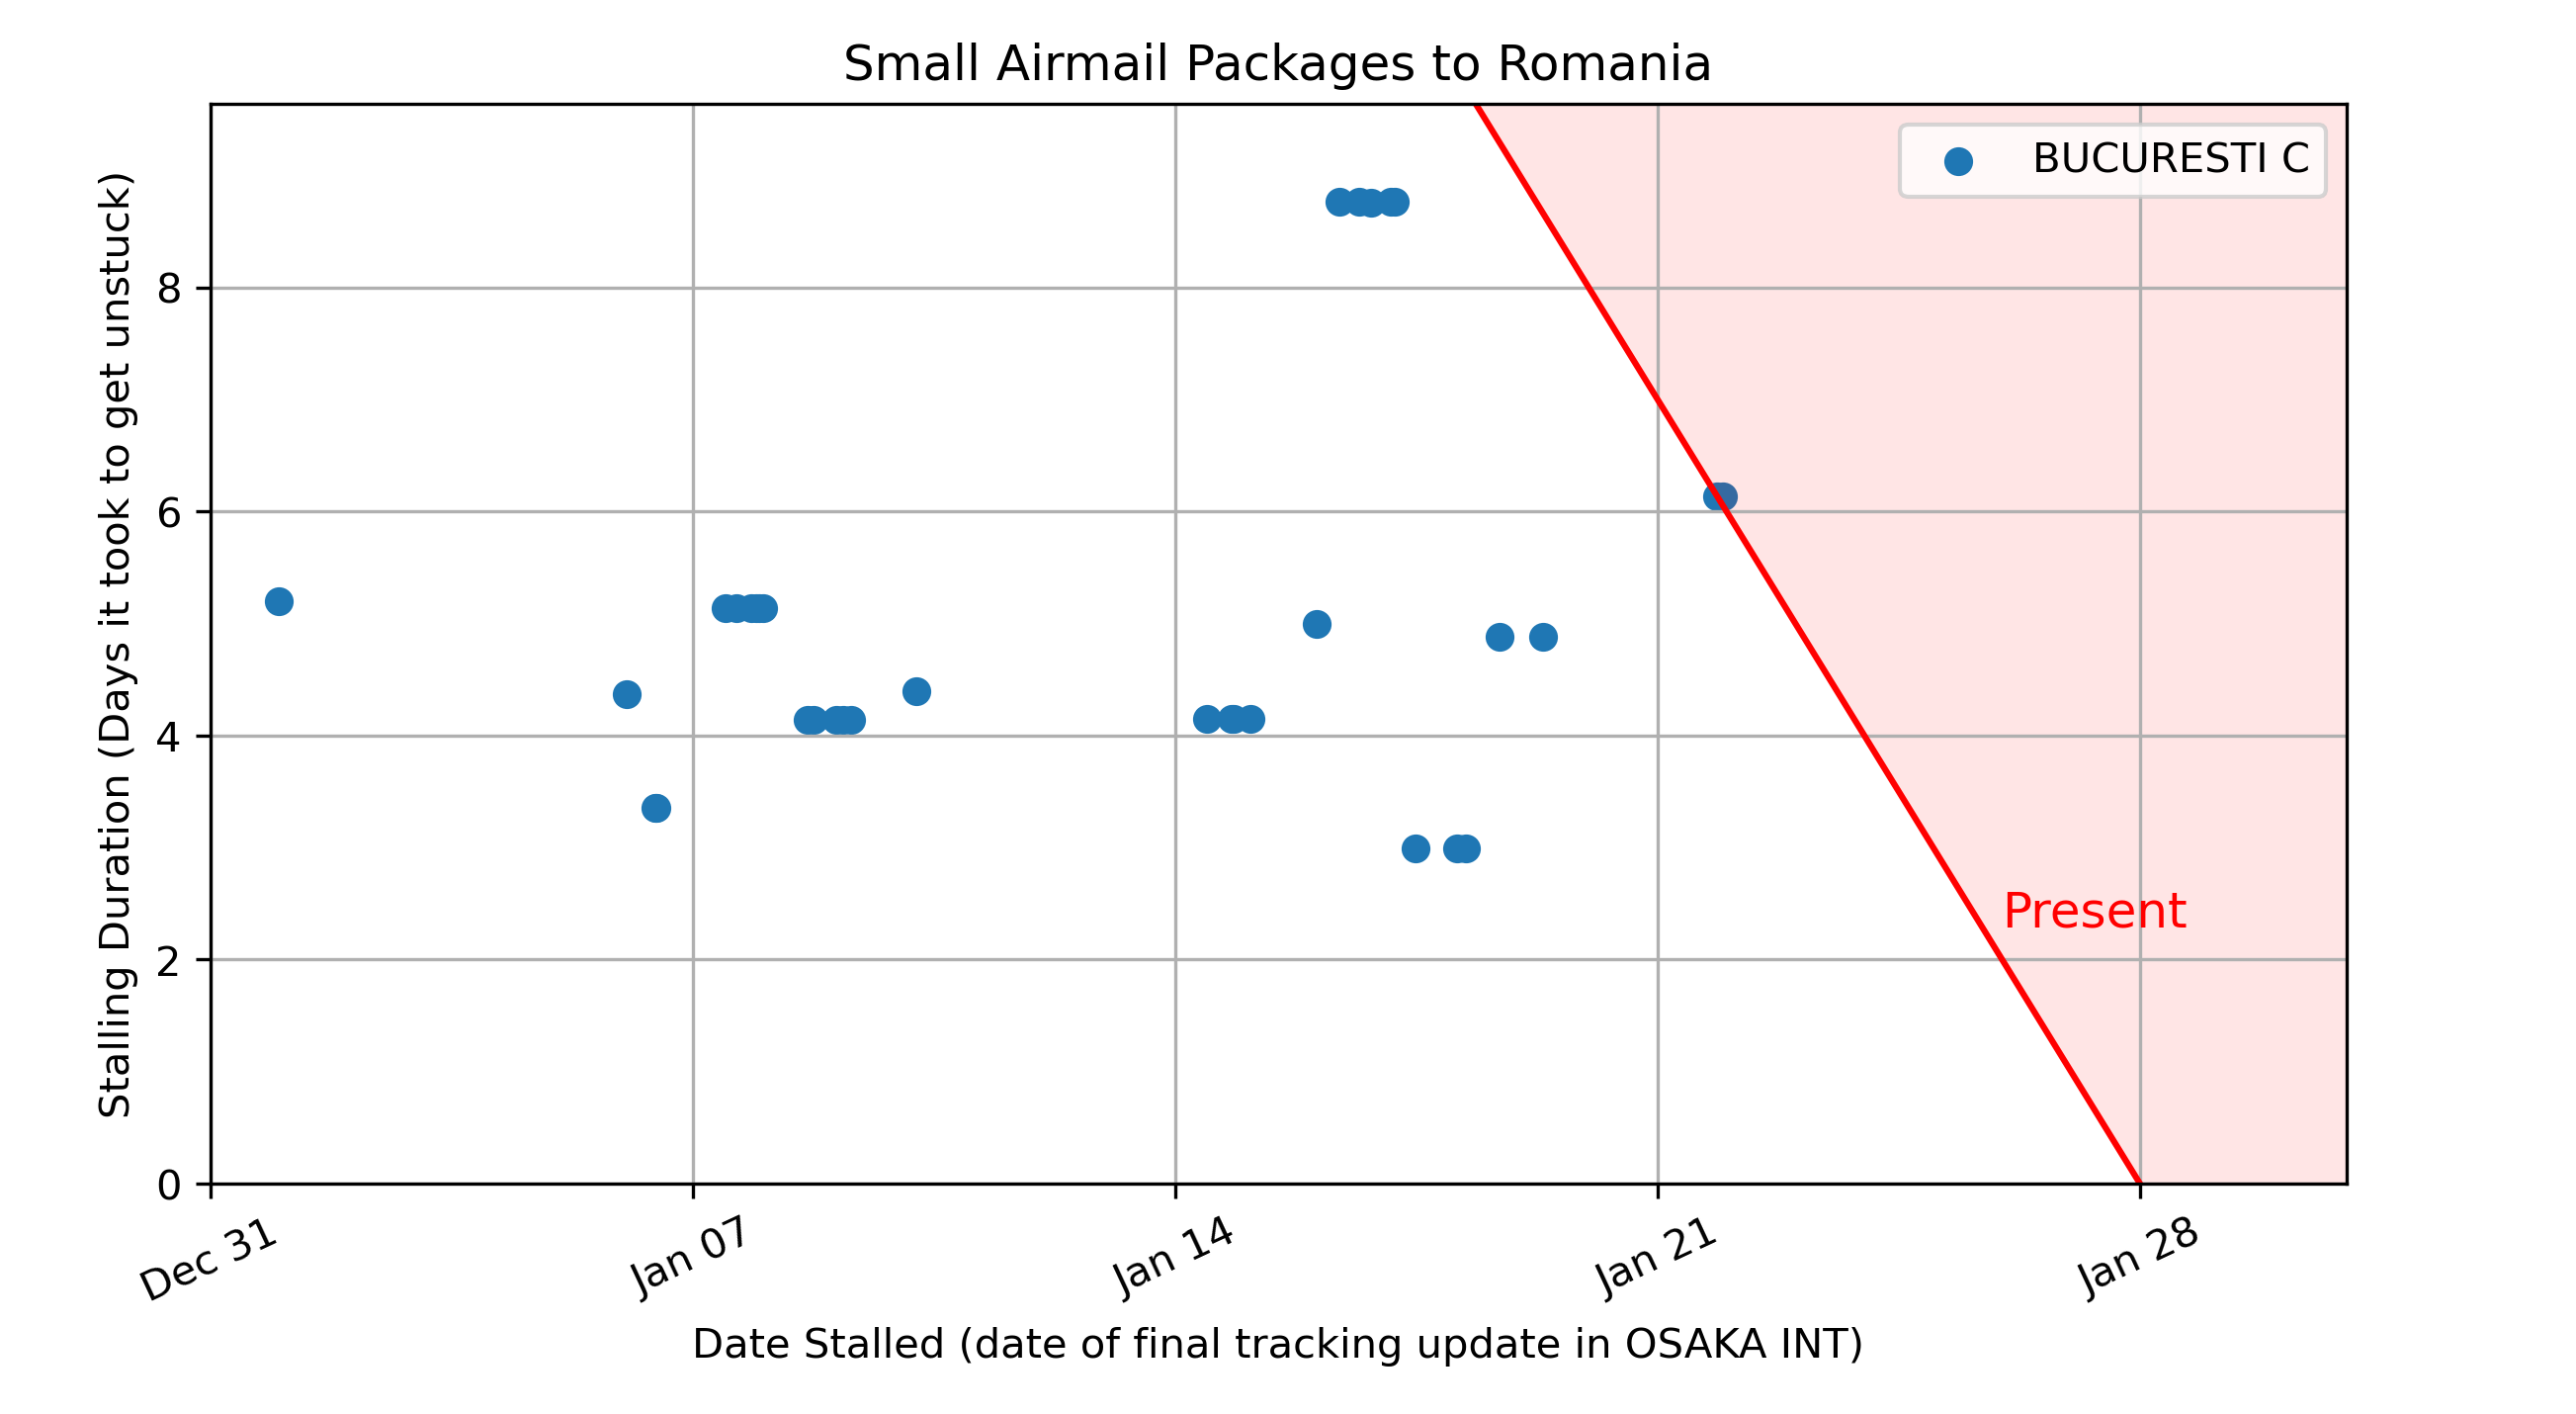 Small Airmail Packages to Romania
BUCURESTI C
Stalling Duration (Days it took to get unstuck)
8
6
4
2
0
Present
Dec 31
Jan 07
Jan 14
Jan 21
Jan 28
Date Stalled (date of final tracking update in OSAKA INT)